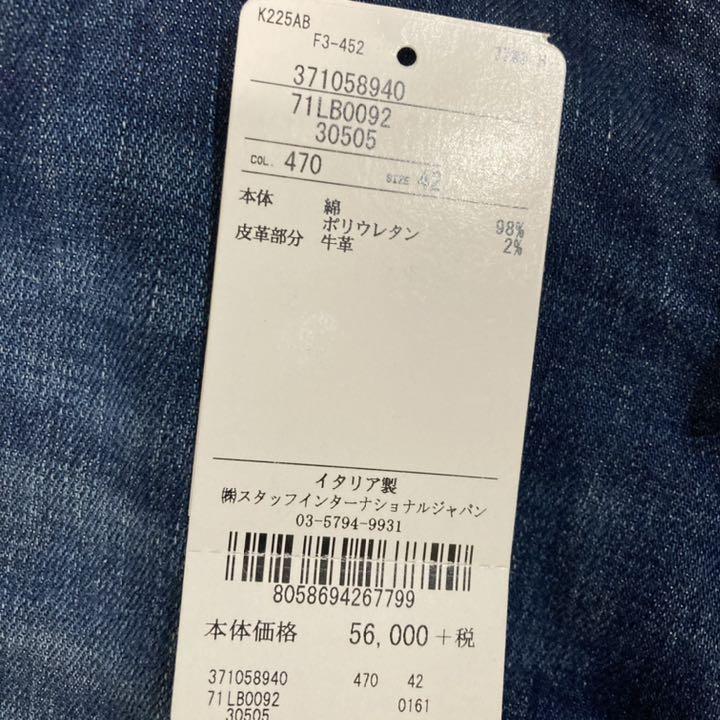 K225AB
F3-452
371058940
71LB0092
30505
COL. 470 SIZE 42
本体 綿 98%
ポリウレタン 2%
皮革部分 牛革
イタリア製
㈱スタッフインターナショナルジャパン
03-5794-9931
8058694267799
本体価格 56,000+税
371058940 470 42
71LB0092 0161
30505